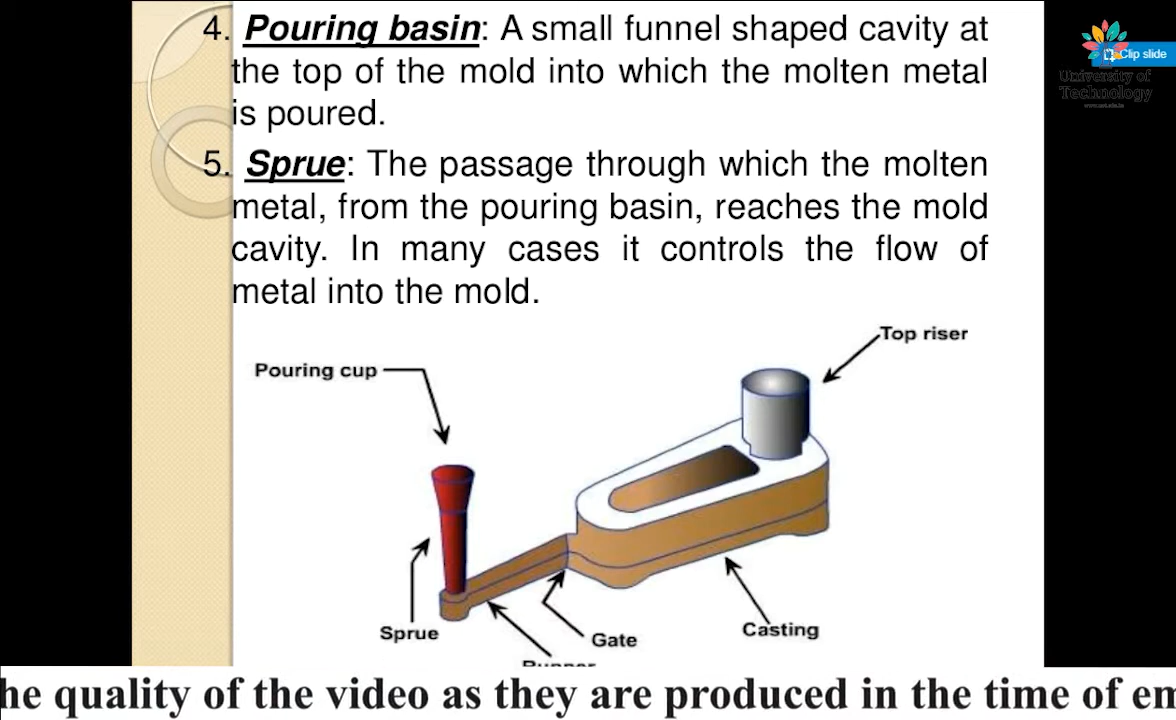 4. Pouring basin: A small funnel shaped cavity at
the top of the mold into which the molten metal
is poured.
5. Sprue: The passage through which the molten
metal, from the pouring basin, reaches the mold
cavity. In many cases it controls the flow of
metal into the mold.
Clip slide
University of
Technology
Top riser
Pouring cup
Sprue
Gate
Casting
Runner
he quality of the video as they are produced in the time of em